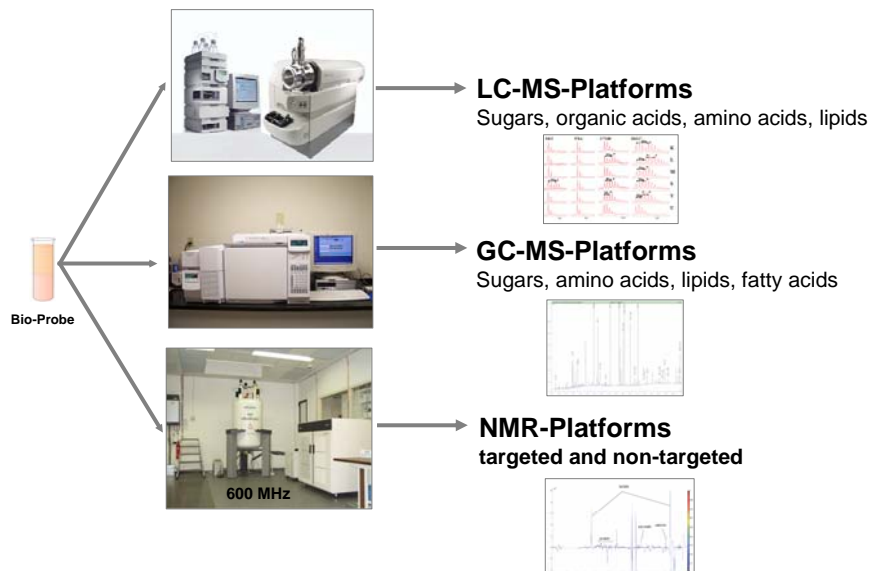 LC-MS-Platforms
Sugars, organic acids, amino acids, lipids
GC-MS-Platforms
Sugars, amino acids, lipids, fatty acids
Bio-Probe
NMR-Platforms
targeted and non-targeted
600 MHz